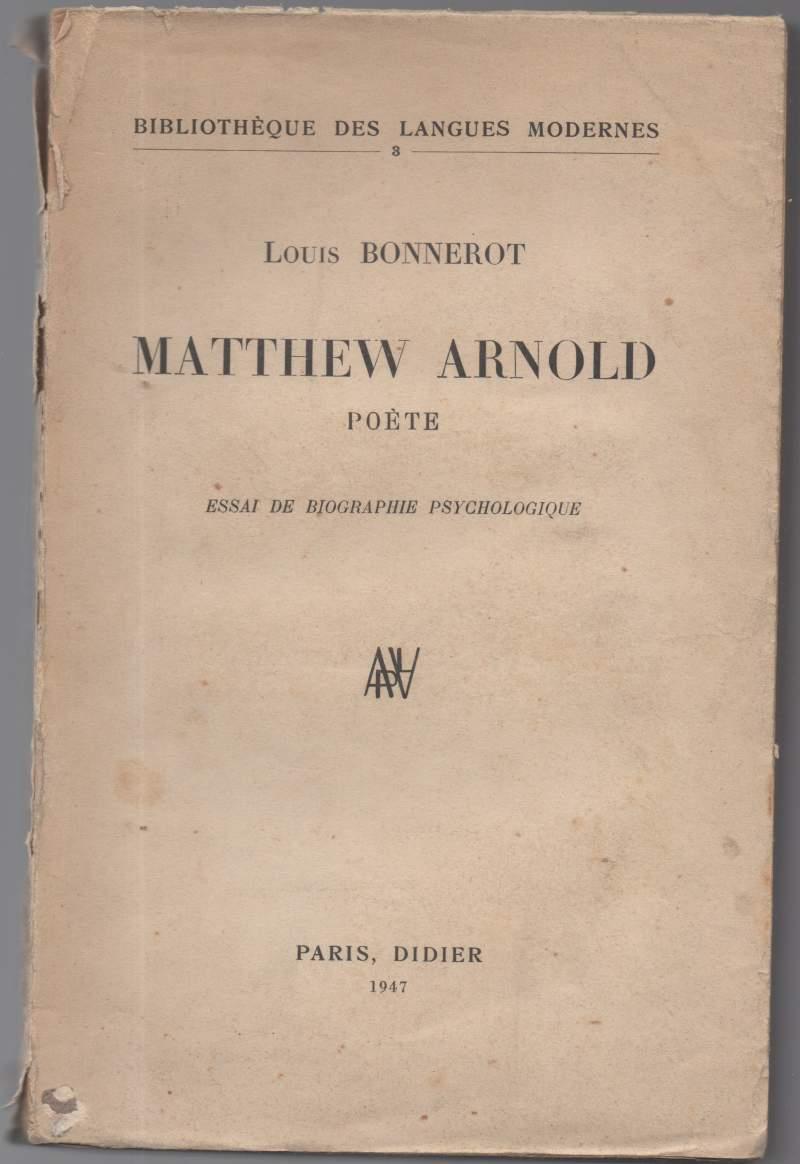 BIBLIOTHÈQUE DES LANGUES MODERNES
3
Louis BONNEROT
MATTHEW ARNOLD
POÈTE
ESSAI DE BIOGRAPHIE PSYCHOLOGIQUE
PARIS, DIDIER
1947